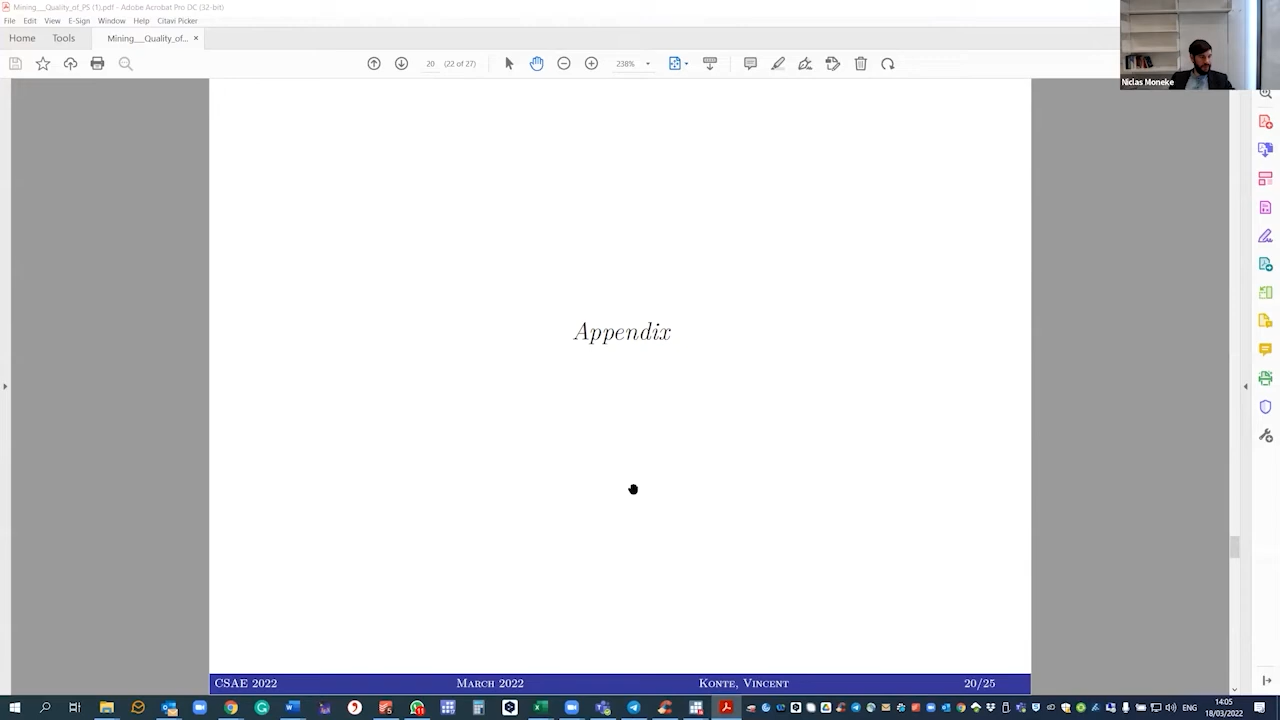 Mining__Quality_of_PS (1).pdf - Adobe Acrobat Pro DC (32-bit)
File Edit View E-Sign Window Help Citavi Picker
Home Tools Mining__Quality_of... ×
20 (22 of 27) 238%
Niclas Moneke
Appendix
CSAE 2022 March 2022 Konte, Vincent 20/25
ENG 14:05
18/03/2022